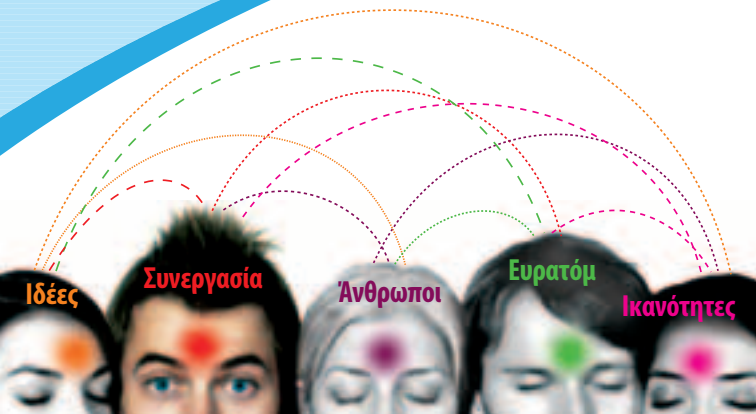 Ιδέες
Συνεργασία
Άνθρωποι
Ευρατόμ
Ικανότητες